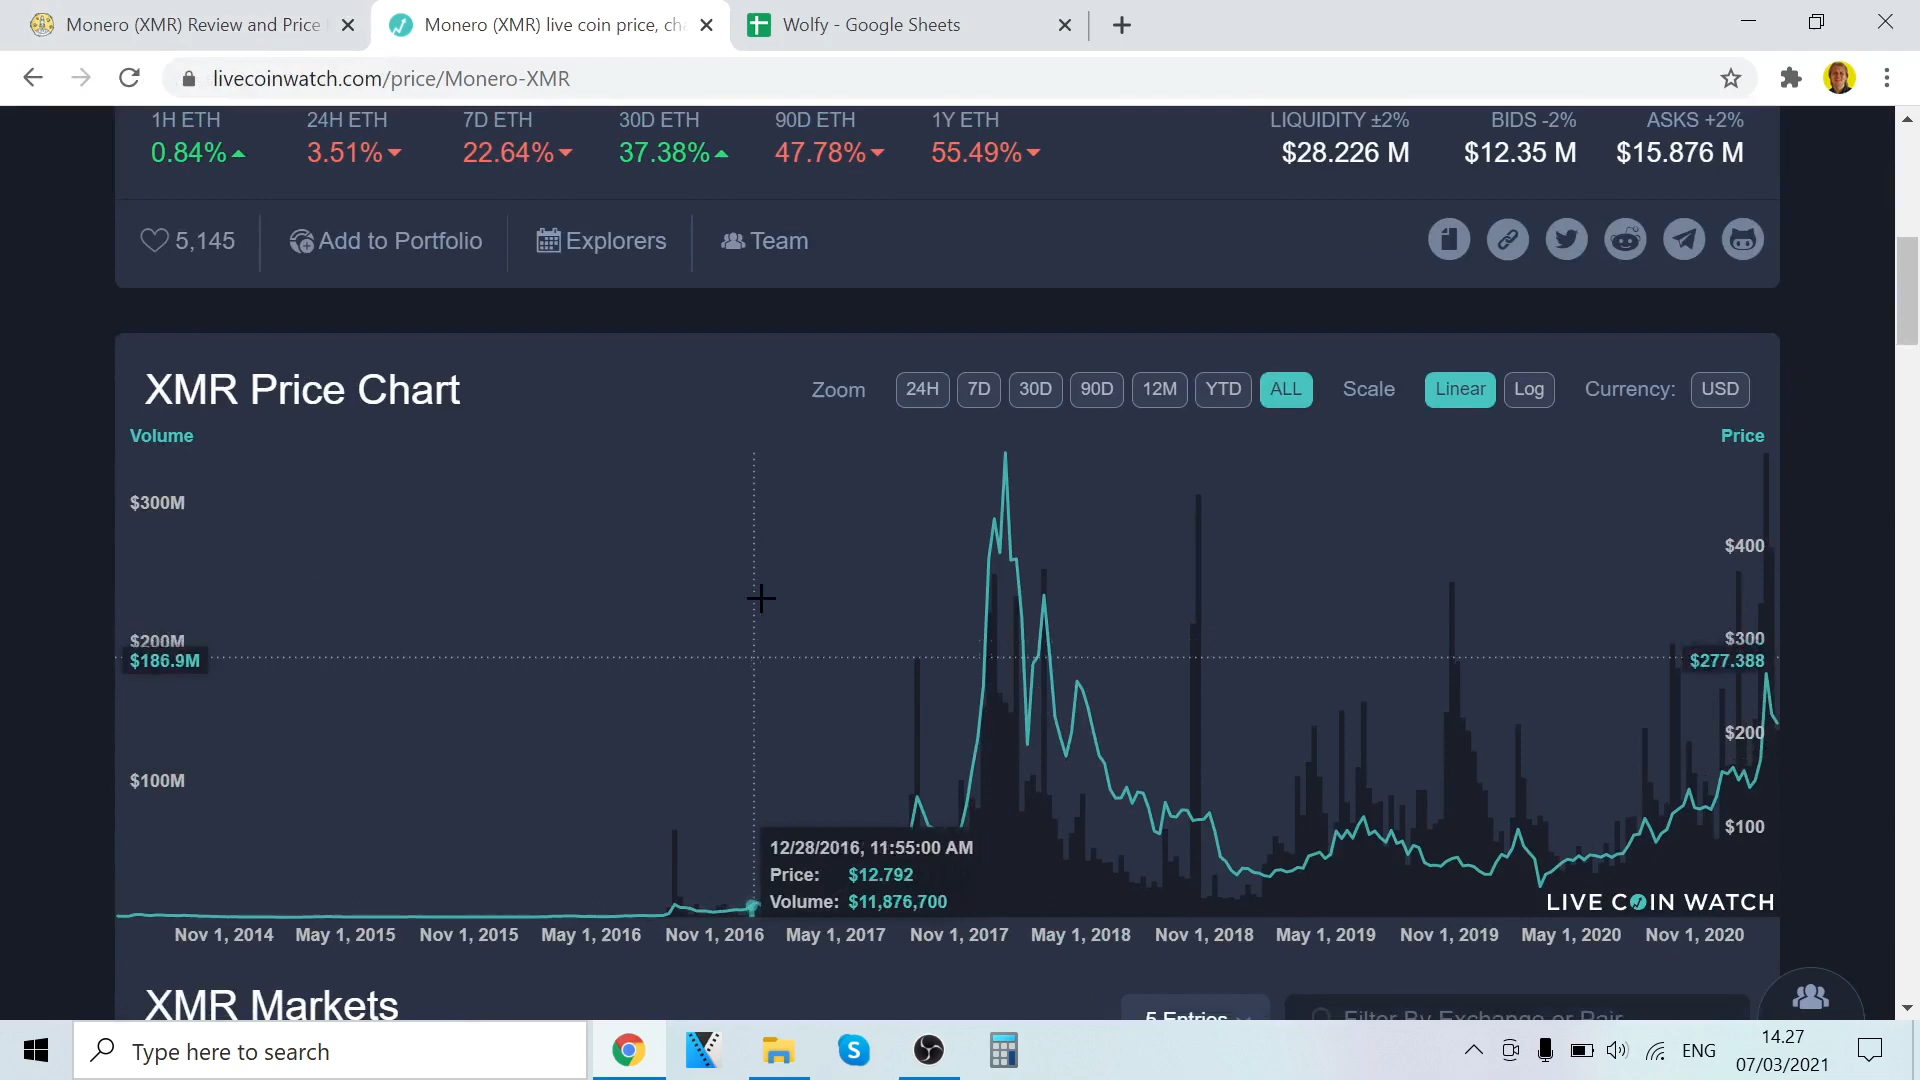 Monero (XMR) Review and Price
Monero (XMR) live coin price, cha
Wolfy - Google Sheets
livecoinwatch.com/price/Monero-XMR
1H ETH 24H ETH 7D ETH 30D ETH 90D ETH 1Y ETH LIQUIDITY ±2% BIDS -2% ASKS +2%
0.84% 3.51% 22.64% 37.38% 47.78% 55.49% $28.226 M $12.35 M $15.876 M
5,145 Add to Portfolio Explorers Team
XMR Price Chart Zoom 24H 7D 30D 90D 12M YTD ALL Scale Linear Log Currency: USD
Volume Price
$300M
$400
$200M $300
$186.9M $277.388
$200
$100M
$100
12/28/2016, 11:55:00 AM
Price: $12.792
Volume: $11,876,700
LIVE COIN WATCH
Nov 1, 2014 May 1, 2015 Nov 1, 2015 May 1, 2016 Nov 1, 2016 May 1, 2017 Nov 1, 2017 May 1, 2018 Nov 1, 2018 May 1, 2019 Nov 1, 2019 May 1, 2020 Nov 1, 2020
XMR Markets 5 Entries Filter By Exchange or Pair
Type here to search
ENG
14.27
07/03/2021